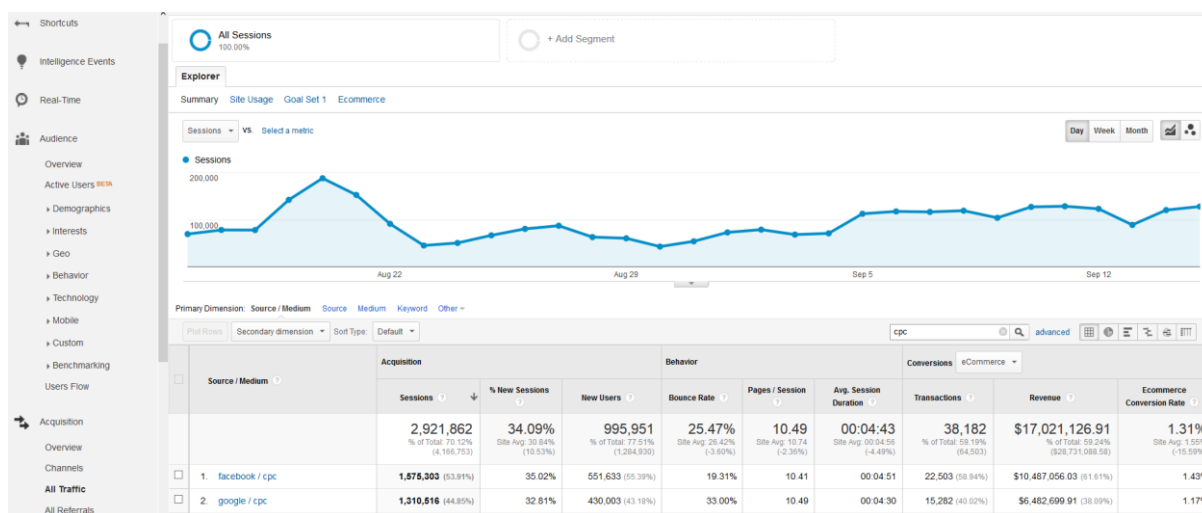 Shortcuts
Intelligence Events
Real-Time
Audience
Overview
Active Users BETA
Demographics
Interests
Geo
Behavior
Technology
Mobile
Custom
Benchmarking
Users Flow
Acquisition
Overview
Channels
All Traffic
All Referrals
All Sessions
100.00%
+ Add Segment
Explorer
Summary Site Usage Goal Set 1 Ecommerce
Sessions VS. Select a metric
Day Week Month
Sessions
200,000
100,000
Aug 22 Aug 29 Sep 5 Sep 12
Primary Dimension: Source / Medium Source Medium Keyword Other
Plot Rows Secondary dimension Sort Type: Default cpc advanced
Source / Medium ? Acquisition Behavior Conversions eCommerce
Sessions ? % New Sessions ? New Users ? Bounce Rate ? Pages / Session ? Avg. Session Duration ? Transactions ? Revenue ? Ecommerce Conversion Rate ?
2,921,862 34.09% 995,951 25.47% 10.49 00:04:43 38,182 $17,021,126.91 1.31%
% of Total: 70.12% Site Avg: 30.84% % of Total: 77.51% Site Avg: 26.42% Site Avg: 10.74 Site Avg: 00:04:56 % of Total: 59.19% % of Total: 59.24% Site Avg: 1.55%
(4,166,753) (10.53%) (1,284,930) (-3.60%) (-2.36%) (-4.49%) (64,503) ($28,731,088.58) (-15.59%
1. facebook / cpc 1,575,303 (53.91%) 35.02% 551,633 (55.39%) 19.31% 10.41 00:04:51 22,503 (58.94%) $10,487,056.03 (61.61%) 1.43%
2. google / cpc 1,310,516 (44.85%) 32.81% 430,003 (43.18%) 33.00% 10.49 00:04:30 15,282 (40.02%) $6,482,699.91 (38.09%) 1.17%